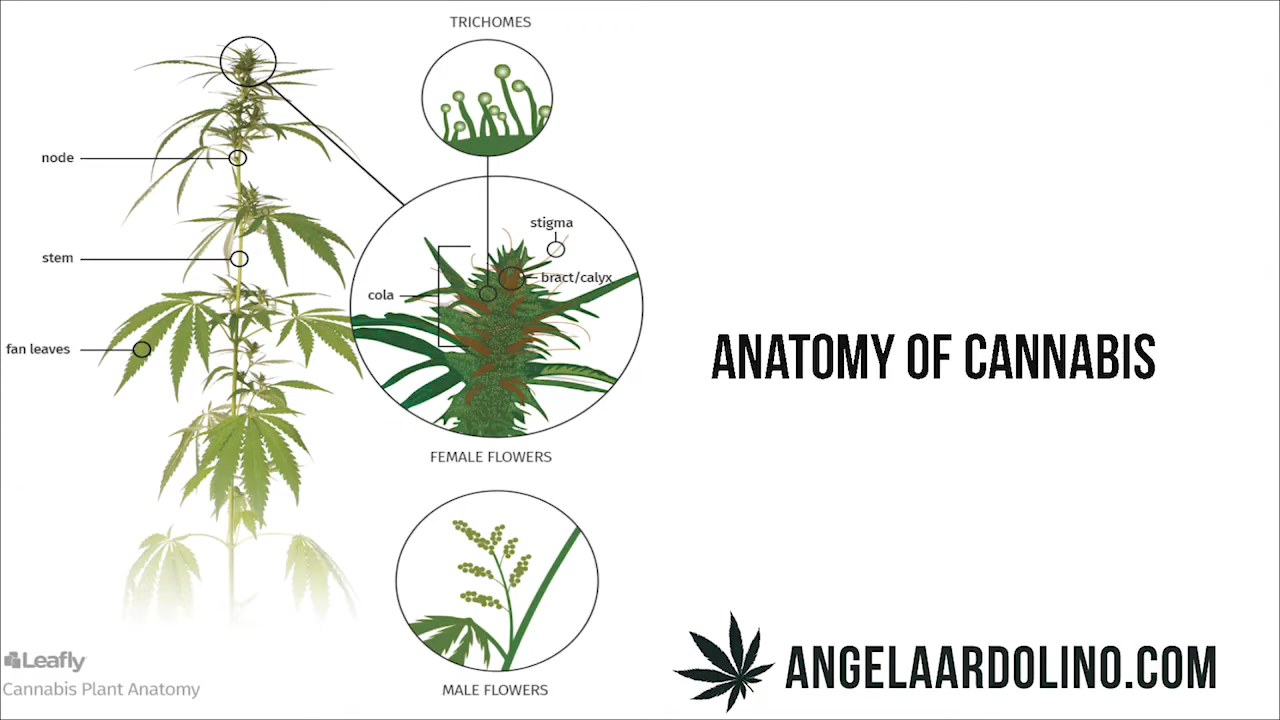 TRICHOMES
node
stem
fan leaves
stigma
bract/calyx
cola
FEMALE FLOWERS
MALE FLOWERS
Leafly
Cannabis Plant Anatomy
ANATOMY OF CANNABIS
ANGELAARDOLINO.COM